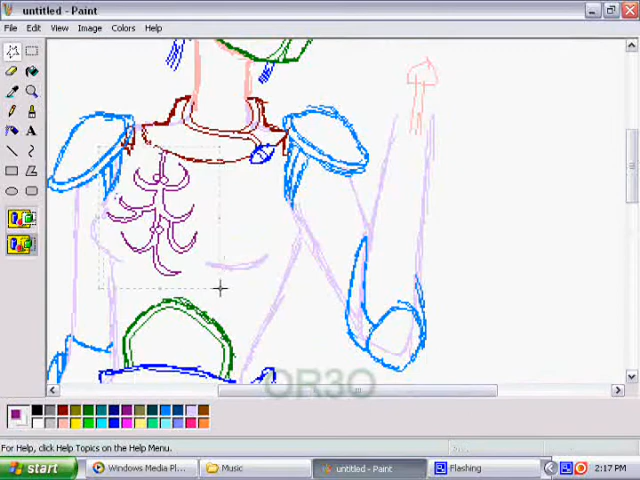 untitled - Paint
File Edit View Image Colors Help
A
OR3O
For Help, click Help Topics on the Help Menu.
start Windows Media Pl... Music untitled - Paint Flashing 2:17 PM